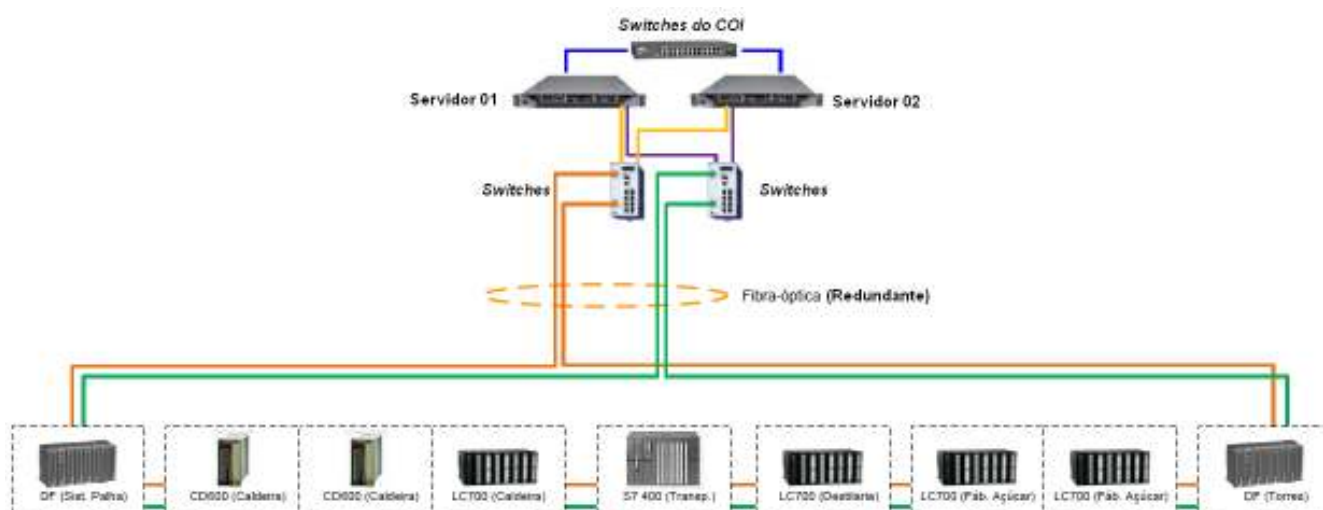 Switches do COI
Servidor 01
Servidor 02
Switches
Switches
Fibra-óptica (Redundante)
DF (Sist. Palha)
CD600 (Caldeira)
CD600 (Caldeira)
LC700 (Caldeira)
S7 400 (Transp.)
LC700 (Destilaria)
LC700 (Fáb. Açúcar)
LC700 (Fáb. Açúcar)
DF (Torres)